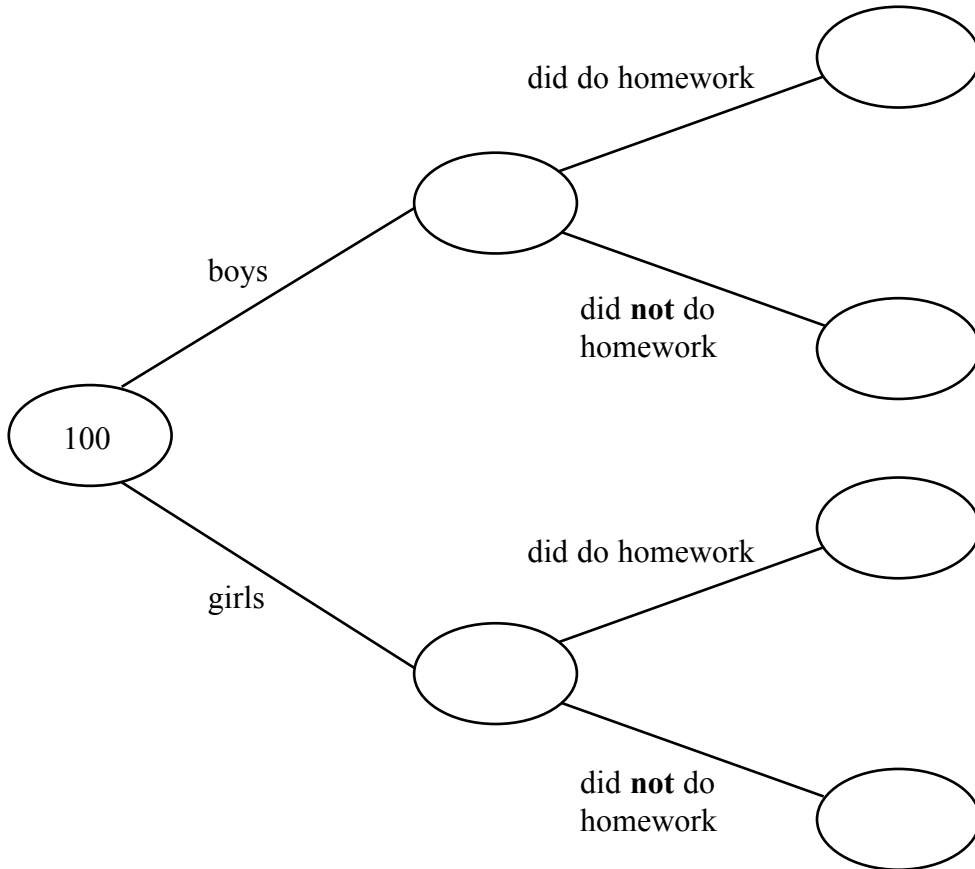 did do homework
boys
did not do
homework
100
did do homework
girls
did not do
homework